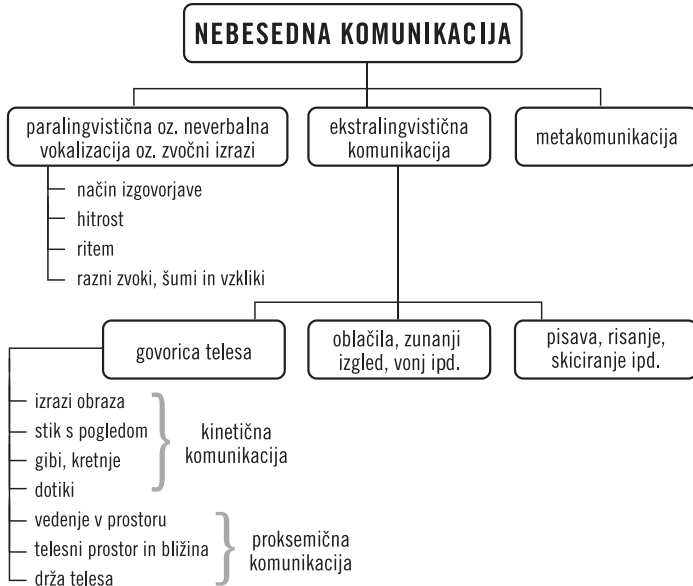 NEBESEDNA KOMUNIKACIJA
paralingvistična oz. neverbalna
vokalizacija oz. zvočni izrazi
ekstralingvistična
komunikacija
metakomunikacija
način izgovorjave
hitrost
ritem
razni zvoki, šumi in vzkliki
govorica telesa
oblačila, zunanji
izgled, vonj ipd.
pisava, risanje,
skiciranje ipd.
izrazi obraza
stik s pogledom
gibi, kretnje
dotiki
kinetična
komunikacija
vedenje v prostoru
telesni prostor in bližina
drža telesa
proksemična
komunikacija